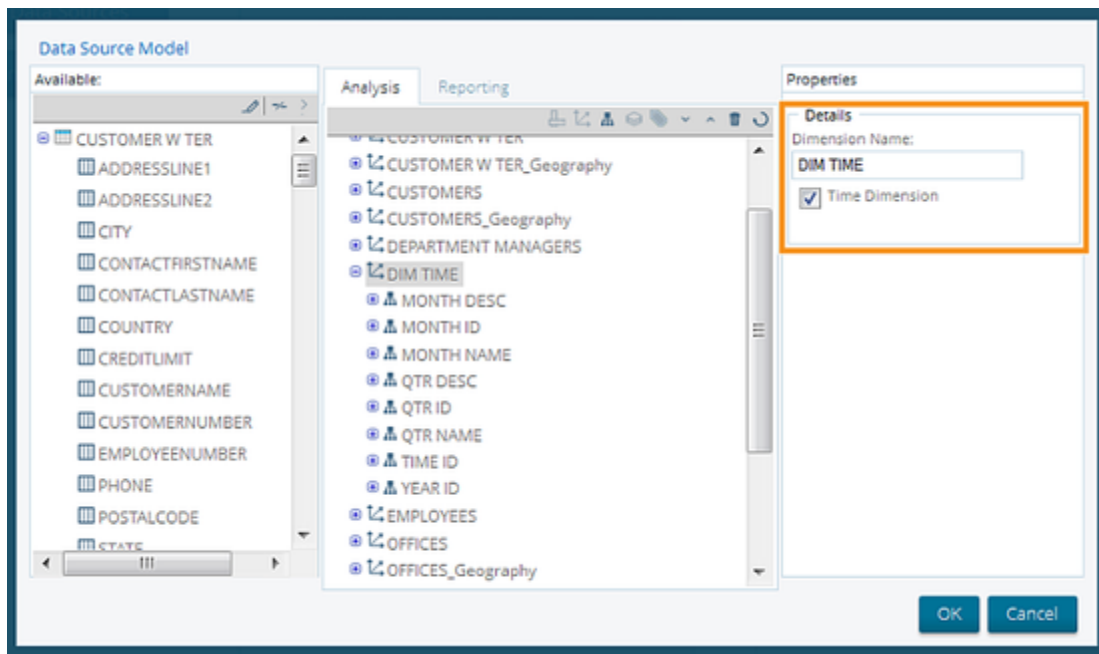 Data Source Model
Available:
CUSTOMER W TER
ADDRESSLINE1
ADDRESSLINE2
CITY
CONTACTFIRSTNAME
CONTACTLASTNAME
COUNTRY
CREDITLIMIT
CUSTOMERNAME
CUSTOMERNUMBER
EMPLOYEENUMBER
PHONE
POSTALCODE
STATE
Analysis Reporting
CUSTOMER W TER
CUSTOMER W TER_Geography
CUSTOMERS
CUSTOMERS_Geography
DEPARTMENT MANAGERS
DIM TIME
MONTH DESC
MONTH ID
MONTH NAME
QTR DESC
QTR ID
QTR NAME
TIME ID
YEAR ID
EMPLOYEES
OFFICES
OFFICES_Geography
Properties
Details
Dimension Name:
DIM TIME
Time Dimension
OK Cancel